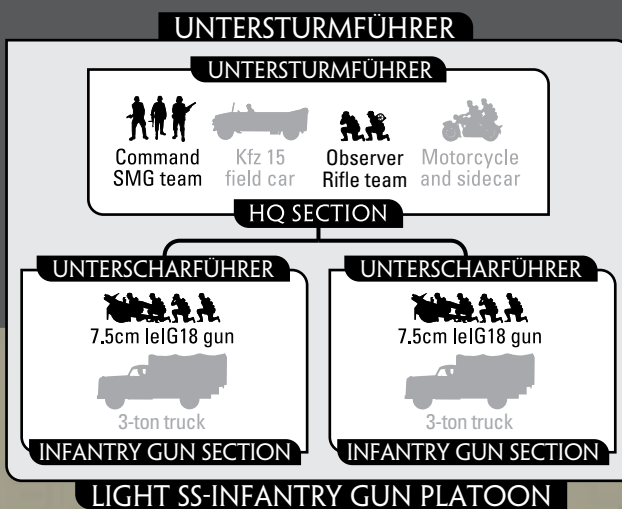 UNTERSTURMFÜHRER
UNTERSTURMFÜHRER
Command
SMG team
Kfz 15
field car
Observer
Rifle team
Motorcycle
and sidecar
HQ SECTION
UNTERSCHARFÜHRER
7.5cm leIG18 gun
3-ton truck
INFANTRY GUN SECTION
UNTERSCHARFÜHRER
7.5cm leIG18 gun
3-ton truck
INFANTRY GUN SECTION
LIGHT SS-INFANTRY GUN PLATOON